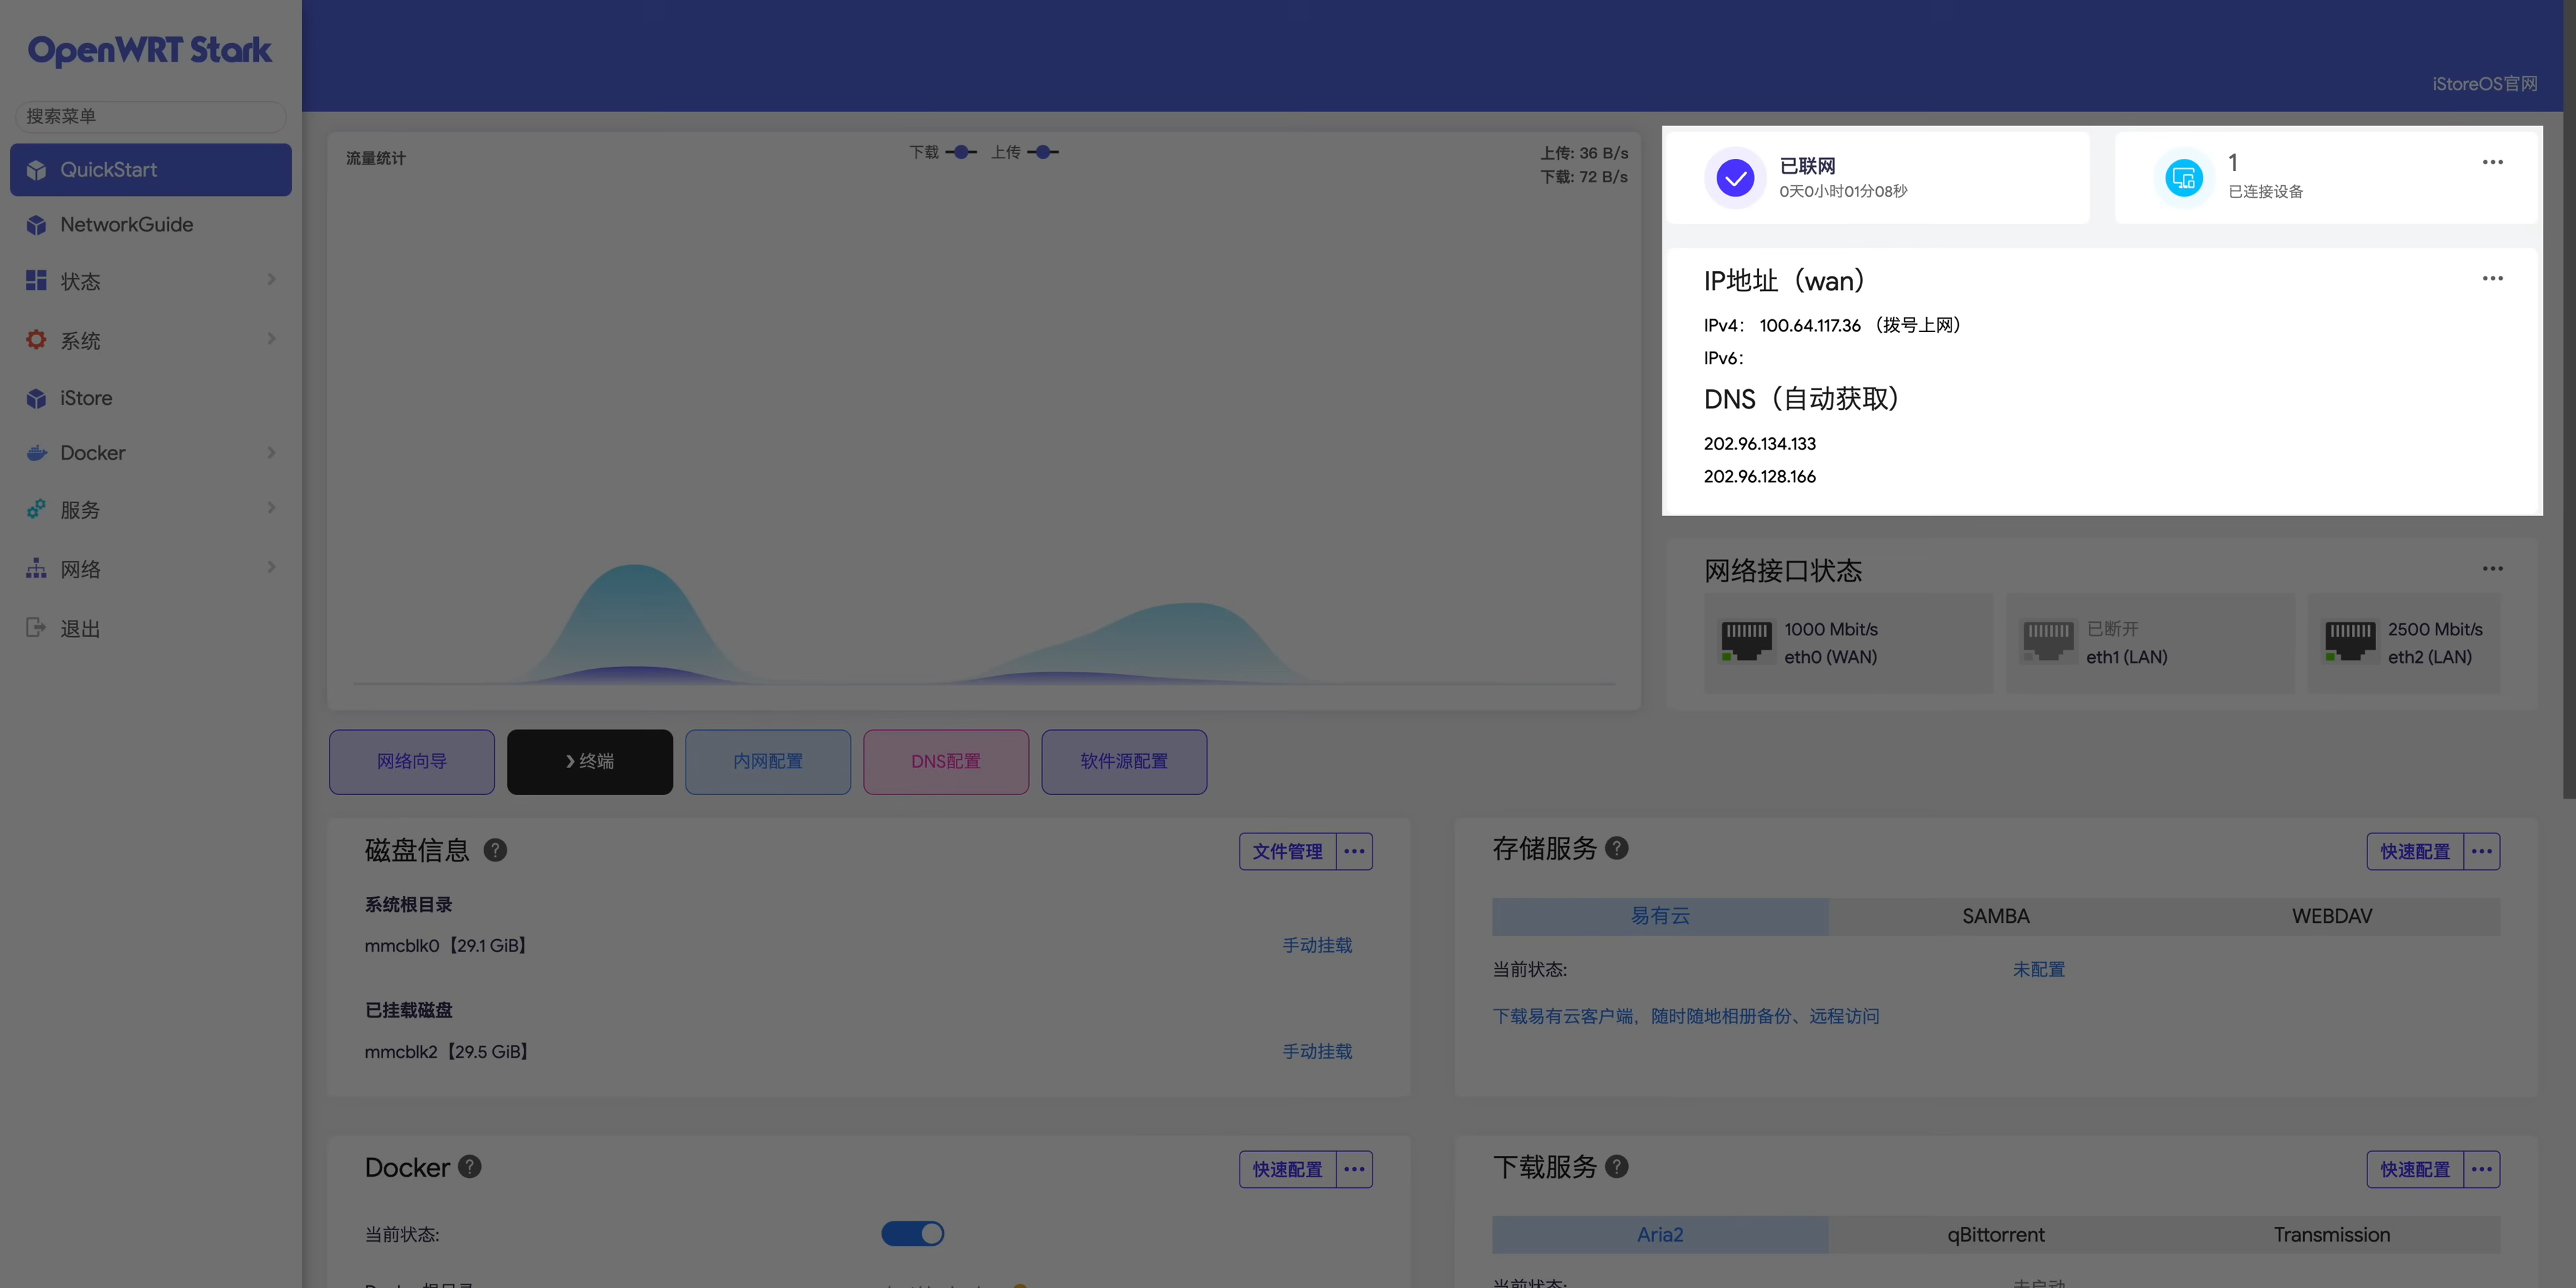 OpenWRT Stark
搜索菜单
QuickStart
NetworkGuide
状态
系统
iStore
Docker
服务
网络
退出
iStoreOS官网
流量统计
下载
上传
上传: 36 B/s
下载: 72 B/s
已联网
0天0小时01分08秒
1
已连接设备
IP地址（wan）
IPv4： 100.64.117.36 （拨号上网）
IPv6：
DNS（自动获取）
202.96.134.133
202.96.128.166
网络接口状态
1000 Mbit/s
eth0 (WAN)
已断开
eth1 (LAN)
2500 Mbit/s
eth2 (LAN)
网络向导
❯终端
内网配置
DNS配置
软件源配置
磁盘信息
文件管理
系统根目录
mmcblk0【29.1 GiB】
手动挂载
已挂载磁盘
mmcblk2【29.5 GiB】
手动挂载
存储服务
快速配置
易有云
SAMBA
WEBDAV
当前状态:
未配置
下载易有云客户端，随时随地相册备份、远程访问
Docker
快速配置
当前状态:
下载服务
快速配置
Aria2
qBittorrent
Transmission
当前状态:
未启动